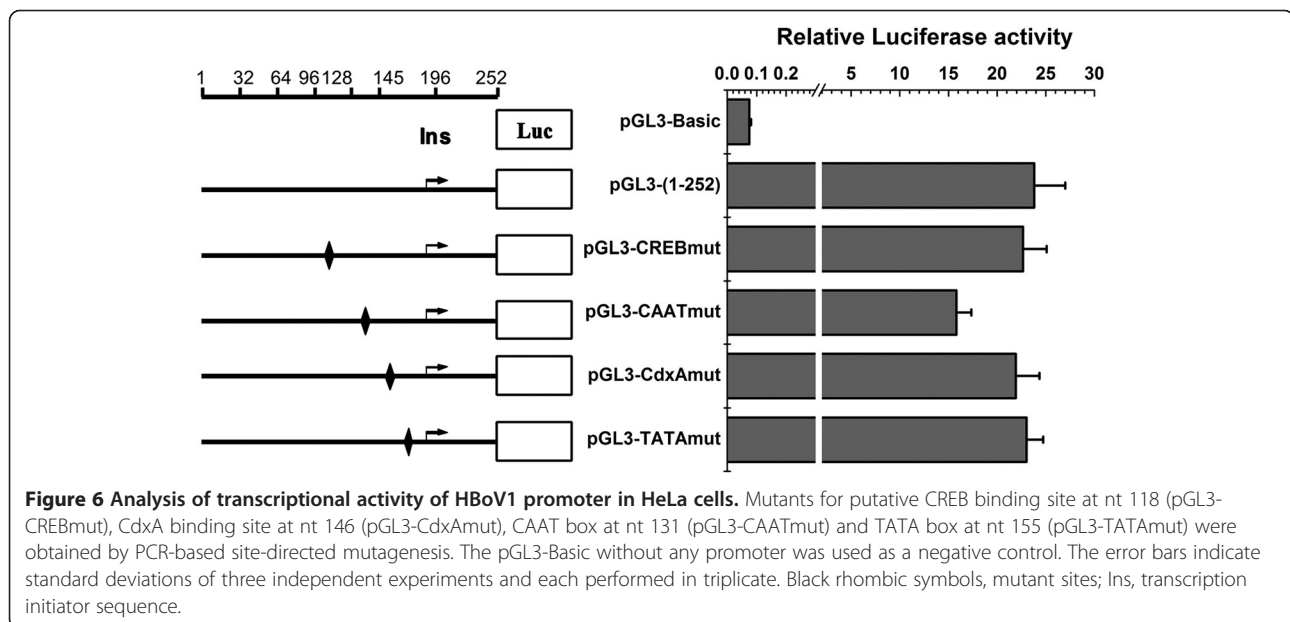 Relative Luciferase activity
1 32 64 96 128 145 196 252
0.0 0.1 0.2 5 10 15 20 25 30
Ins Luc
pGL3-Basic
pGL3-(1-252)
pGL3-CREBmut
pGL3-CAATmut
pGL3-CdxAmut
pGL3-TATAmut
Figure 6 Analysis of transcriptional activity of HBoV1 promoter in HeLa cells. Mutants for putative CREB binding site at nt 118 (pGL3-
CREBmut), CdxA binding site at nt 146 (pGL3-CdxAmut), CAAT box at nt 131 (pGL3-CAATmut) and TATA box at nt 155 (pGL3-TATAmut) were
obtained by PCR-based site-directed mutagenesis. The pGL3-Basic without any promoter was used as a negative control. The error bars indicate
standard deviations of three independent experiments and each performed in triplicate. Black rhombic symbols, mutant sites; Ins, transcription
initiator sequence.